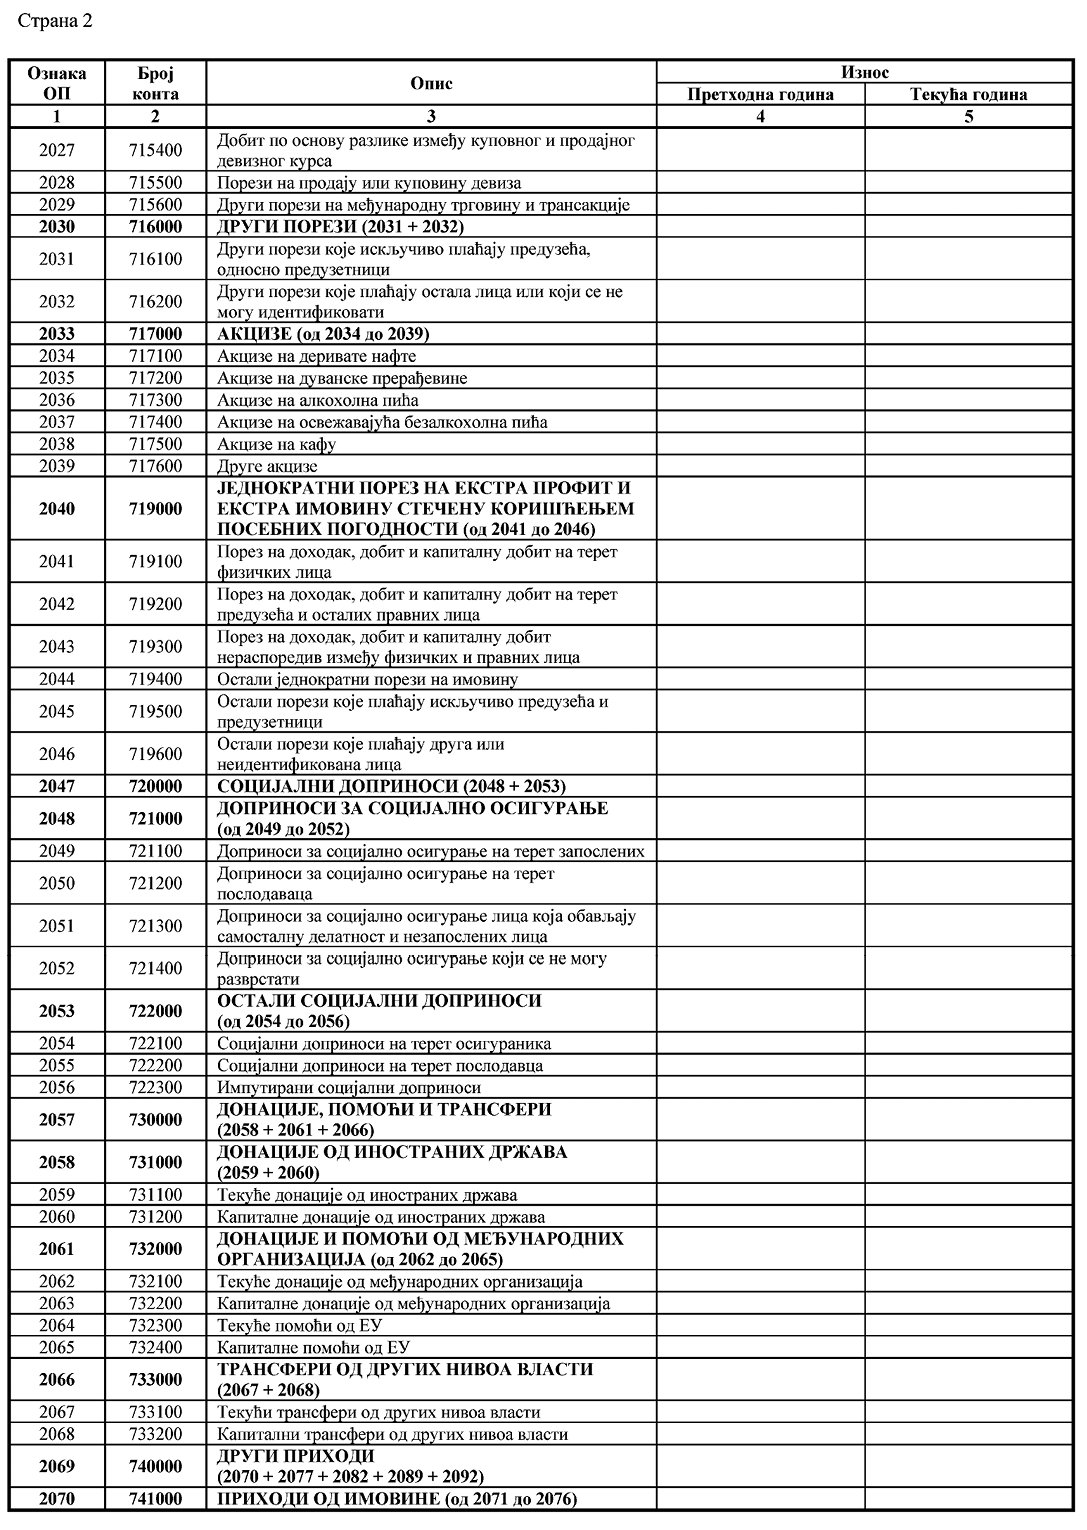 Страна 2
Ознака ОП Број конта Опис Износ
Претходна година Текућа година
1 2 3 4 5
2027 715400 Добит по основу разлике између куповног и продајног
девизног курса
2028 715500 Порези на продају или куповину девиза
2029 715600 Други порези на међународну трговину и трансакције
2030 716000 ДРУГИ ПОРЕЗИ (2031 + 2032)
2031 716100 Други порези које искључиво плаћају предузећа,
односно предузетници
2032 716200 Други порези које плаћају остала лица или који се не
могу идентификовати
2033 717000 АКЦИЗЕ (од 2034 до 2039)
2034 717100 Акцизе на деривате нафте
2035 717200 Акцизе на дуванске прерађевине
2036 717300 Акцизе на алкохолна пића
2037 717400 Акцизе на освежавајућа безалкохолна пића
2038 717500 Акцизе на кафу
2039 717600 Друге акцизе
2040 719000 ЈЕДНОКРАТНИ ПОРЕЗ НА ЕКСТРА ПРОФИТ И
ЕКСТРА ИМОВИНУ СТЕЧЕНУ КОРИШЋЕЊЕМ
ПОСЕБНИХ ПОГОДНОСТИ (од 2041 до 2046)
2041 719100 Порез на доходак, добит и капиталну добит на терет
физичких лица
2042 719200 Порез на доходак, добит и капиталну добит на терет
предузећа и осталих правних лица
2043 719300 Порез на доходак, добит и капиталну добит
нераспоредив између физичких и правних лица
2044 719400 Остали једнократни порези на имовину
2045 719500 Остали порези које плаћају искључиво предузећа и
предузетници
2046 719600 Остали порези које плаћају друга или
неидентификована лица
2047 720000 СОЦИЈАЛНИ ДОПРИНОСИ (2048 + 2053)
2048 721000 ДОПРИНОСИ ЗА СОЦИЈАЛНО ОСИГУРАЊЕ
(од 2049 до 2052)
2049 721100 Доприноси за социјално осигурање на терет запослених
2050 721200 Доприноси за социјално осигурање на терет
послодаваца
2051 721300 Доприноси за социјално осигурање лица која обављају
самосталну делатност и незапослених лица
2052 721400 Доприноси за социјално осигурање који се не могу
разврстати
2053 722000 ОСТАЛИ СОЦИЈАЛНИ ДОПРИНОСИ
(од 2054 до 2056)
2054 722100 Социјални доприноси на терет осигураника
2055 722200 Социјални доприноси на терет послодавца
2056 722300 Импутирани социјални доприноси
2057 730000 ДОНАЦИЈЕ, ПОМОЋИ И ТРАНСФЕРИ
(2058 + 2061 + 2066)
2058 731000 ДОНАЦИЈЕ ОД ИНОСТРАНИХ ДРЖАВА
(2059 + 2060)
2059 731100 Текуће донације од иностраних држава
2060 731200 Капиталне донације од иностраних држава
2061 732000 ДОНАЦИЈЕ И ПОМОЋИ ОД МЕЂУНАРОДНИХ
ОРГАНИЗАЦИЈА (од 2062 до 2065)
2062 732100 Текуће донације од међународних организација
2063 732200 Капиталне донације од међународних организација
2064 732300 Текуће помоћи од ЕУ
2065 732400 Капиталне помоћи од ЕУ
2066 733000 ТРАНСФЕРИ ОД ДРУГИХ НИВОА ВЛАСТИ
(2067 + 2068)
2067 733100 Текући трансфери од других нивоа власти
2068 733200 Капитални трансфери од других нивоа власти
2069 740000 ДРУГИ ПРИХОДИ
(2070 + 2077 + 2082 + 2089 + 2092)
2070 741000 ПРИХОДИ ОД ИМОВИНЕ (од 2071 до 2076)